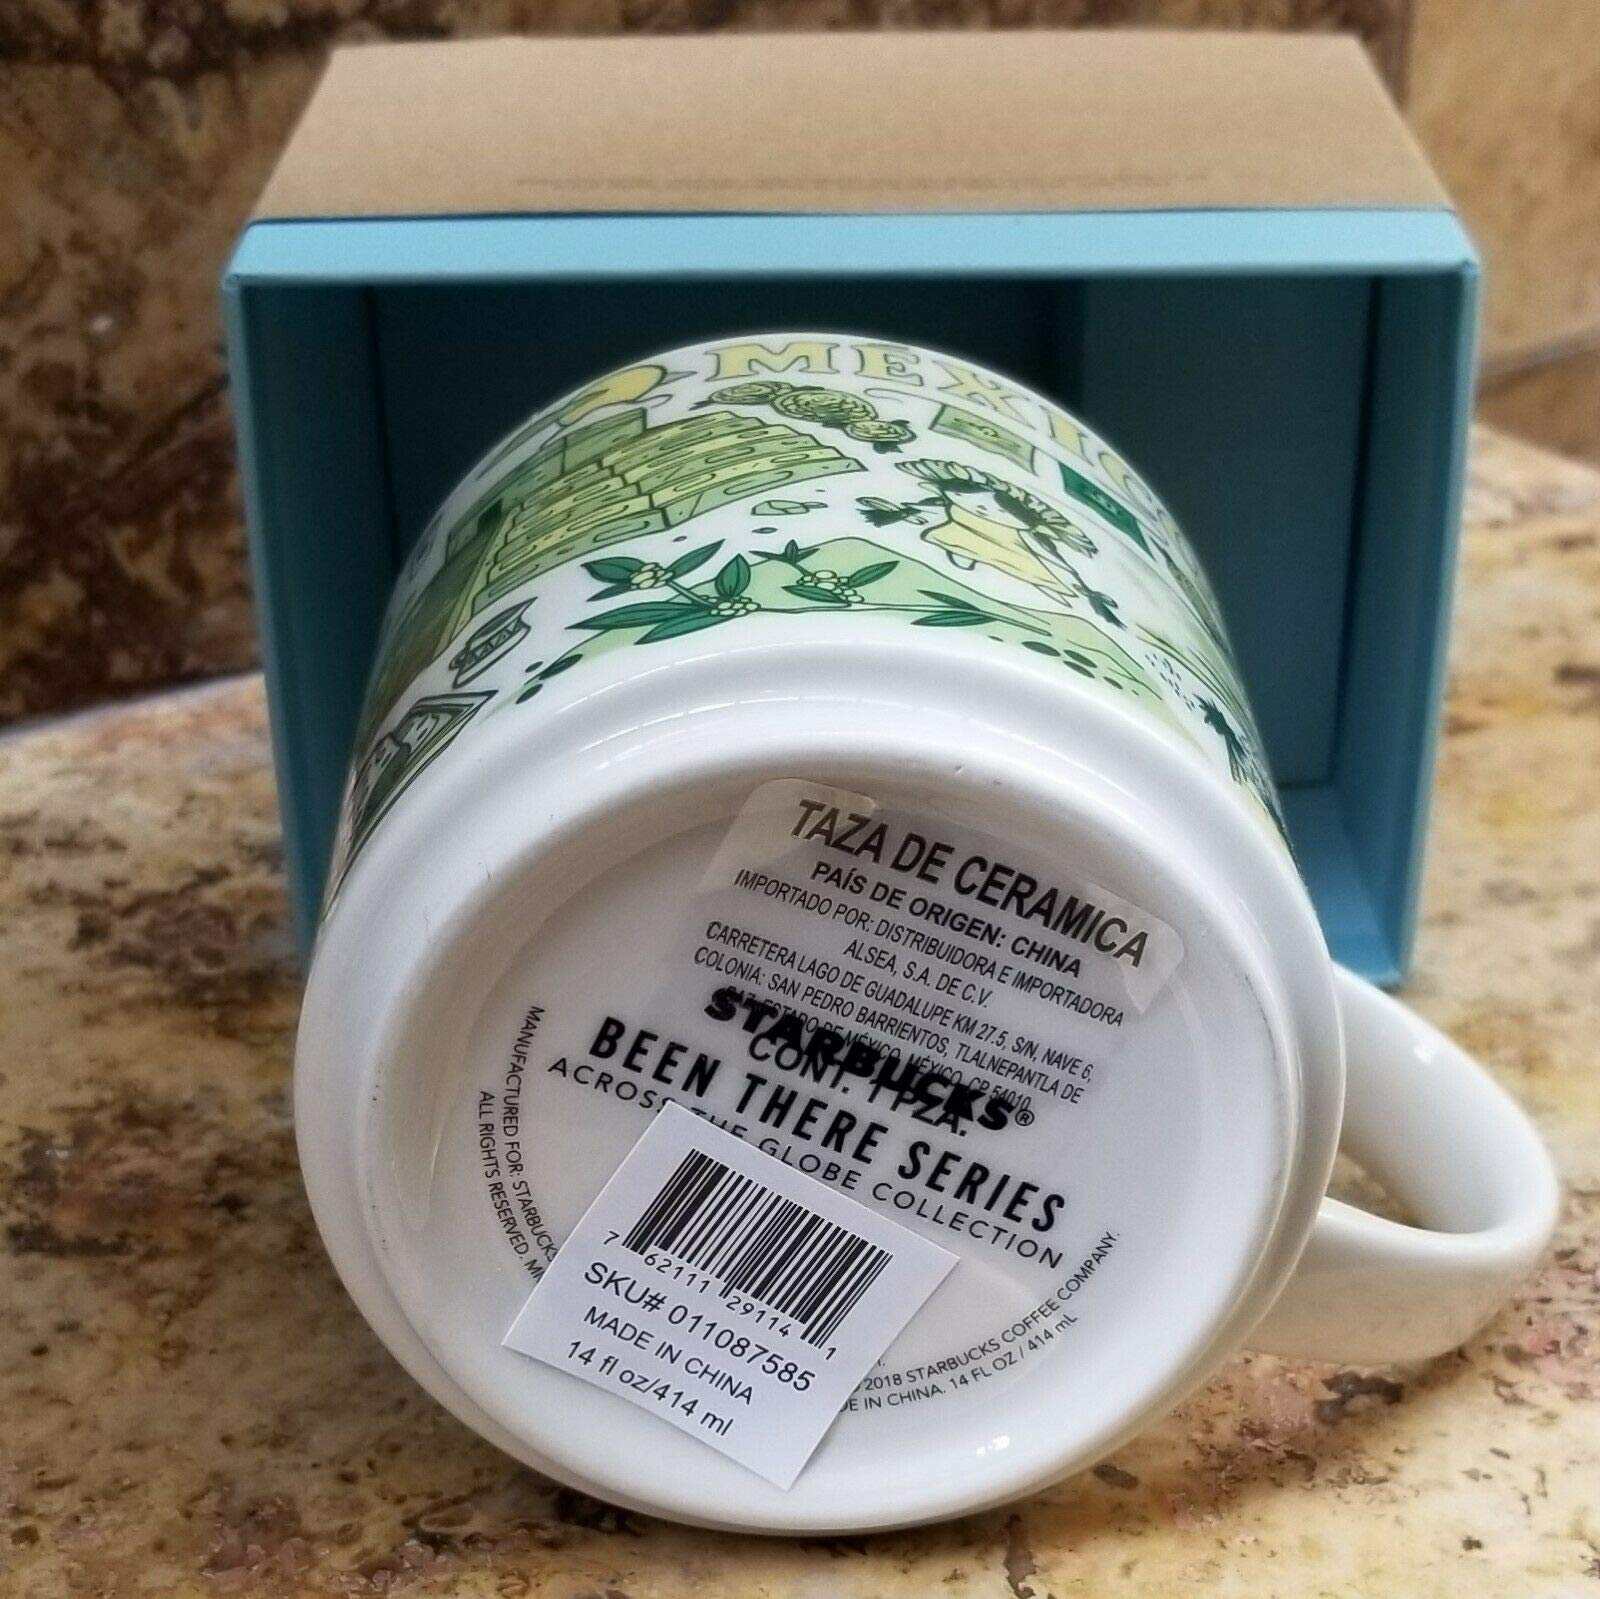 MÉXICO
TAZA DE CERAMICA
PAÍS DE ORIGEN: CHINA
IMPORTADO POR: DISTRIBUIDORA E IMPORTADORA
ALSEA, S.A. DE C.V.
CARRETERA LAGO DE GUADALUPE KM 27.5, S/N, NAVE 6,
COLONIA: SAN PEDRO BARRIENTOS, TLALNEPANTLA DE
BAZ, ESTADO DE MÉXICO, MÉXICO, CP 54010
CONT. 1 PZA.
STARBUCKS®
BEEN THERE SERIES
ACROSS THE GLOBE COLLECTION
MANUFACTURED FOR: STARBUCKS COFFEE COMPANY.
ALL RIGHTS RESERVED.
2018 STARBUCKS COFFEE COMPANY.
IN CHINA. 14 FL OZ / 414 mL
7 62111 29114 1
SKU# 011087585
MADE IN CHINA
14 fl oz/414 ml